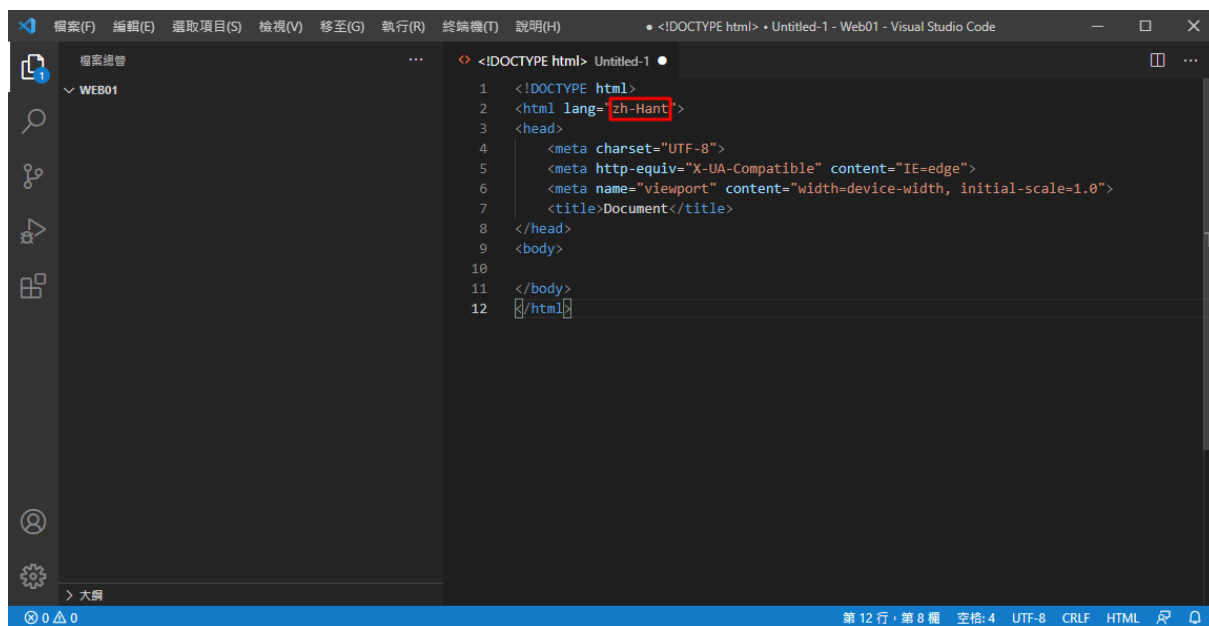 檔案(F) 編輯(E) 選取項目(S) 檢視(V) 移至(G) 執行(R) 終端機(T) 說明(H) ● <!DOCTYPE html> • Untitled-1 - Web01 - Visual Studio Code
檔案總管 ···
WEB01
1
<!DOCTYPE html> Untitled-1 ●
1 <!DOCTYPE html>
2 <html lang="zh-Hant">
3 <head>
4 <meta charset="UTF-8">
5 <meta http-equiv="X-UA-Compatible" content="IE=edge">
6 <meta name="viewport" content="width=device-width, initial-scale=1.0">
7 <title>Document</title>
8 </head>
9 <body>
10
11 </body>
12 </html>
大綱
0 0 第 12 行，第 8 欄 空格: 4 UTF-8 CRLF HTML